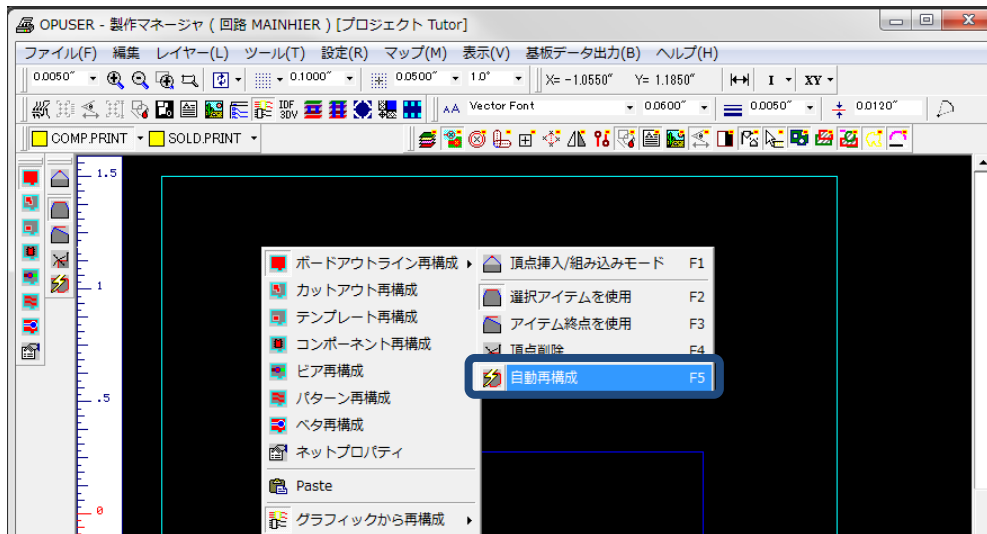 OPUSER - 製作マネージャ ( 回路 MAINHIER ) [プロジェクト Tutor]
ファイル(F) 編集 レイヤー(L) ツール(T) 設定(R) マップ(M) 表示(V) 基板データ出力(B) ヘルプ(H)
0.0050" 0.1000" 0.0500" 1.0° X= -1.0550" Y= 1.1850" I XY
IDF 3DV AA Vector Font 0.0600" 0.0050" 0.0120"
COMP.PRINT SOLD.PRINT
1.5
ボードアウトライン再構成 頂点挿入/組み込みモード F1
カットアウト再構成 選択アイテムを使用 F2
1
テンプレート再構成 アイテム終点を使用 F3
コンポーネント再構成 頂点削除 F4
ビア再構成 自動再構成 F5
.5
パターン再構成
ベタ再構成
ネットプロパティ
Paste
0
グラフィックから再構成